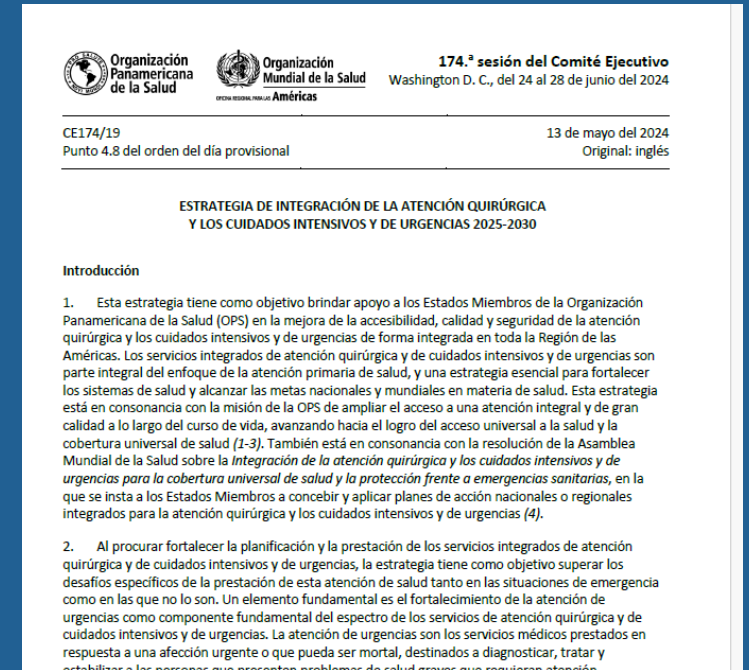 Organización
Panamericana
de la Salud
Organización
Mundial de la Salud
OFICINA REGIONAL PARA LAS Américas
174.ª sesión del Comité Ejecutivo
Washington D. C., del 24 al 28 de junio del 2024
CE174/19
13 de mayo del 2024
Punto 4.8 del orden del día provisional
Original: inglés
ESTRATEGIA DE INTEGRACIÓN DE LA ATENCIÓN QUIRÚRGICA
Y LOS CUIDADOS INTENSIVOS Y DE URGENCIAS 2025-2030
Introducción
1. Esta estrategia tiene como objetivo brindar apoyo a los Estados Miembros de la Organización
Panamericana de la Salud (OPS) en la mejora de la accesibilidad, calidad y seguridad de la atención
quirúrgica y los cuidados intensivos y de urgencias de forma integrada en toda la Región de las
Américas. Los servicios integrados de atención quirúrgica y de cuidados intensivos y de urgencias son
parte integral del enfoque de la atención primaria de salud, y una estrategia esencial para fortalecer
los sistemas de salud y alcanzar las metas nacionales y mundiales en materia de salud. Esta estrategia
está en consonancia con la misión de la OPS de ampliar el acceso a una atención integral y de gran
calidad a lo largo del curso de vida, avanzando hacia el logro del acceso universal a la salud y la
cobertura universal de salud (1-3). También está en consonancia con la resolución de la Asamblea
Mundial de la Salud sobre la Integración de la atención quirúrgica y los cuidados intensivos y de
urgencias para la cobertura universal de salud y la protección frente a emergencias sanitarias, en la
que se insta a los Estados Miembros a concebir y aplicar planes de acción nacionales o regionales
integrados para la atención quirúrgica y los cuidados intensivos y de urgencias (4).
2. Al procurar fortalecer la planificación y la prestación de los servicios integrados de atención
quirúrgica y de cuidados intensivos y de urgencias, la estrategia tiene como objetivo superar los
desafíos específicos de la prestación de esta atención de salud tanto en las situaciones de emergencia
como en las que no lo son. Un elemento fundamental es el fortalecimiento de la atención de
urgencias como componente fundamental del espectro de los servicios de atención quirúrgica y de
cuidados intensivos y de urgencias. La atención de urgencias son los servicios médicos prestados en
respuesta a una afección urgente o que pueda ser mortal, destinados a diagnosticar, tratar y
estabilizar a las personas que presenten problemas de salud graves que requieran atención